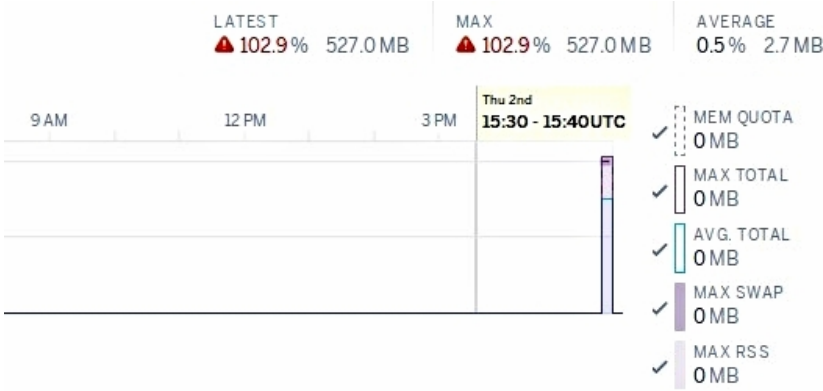 LATEST MAX AVERAGE
102.9% 527.0 MB 102.9% 527.0 MB 0.5% 2.7 MB
Thu 2nd
9 AM 12 PM 3 PM 15:30 - 15:40UTC
MEM QUOTA
0 MB
MAX TOTAL
0 MB
AVG. TOTAL
0 MB
MAX SWAP
0 MB
MAX RSS
0 MB